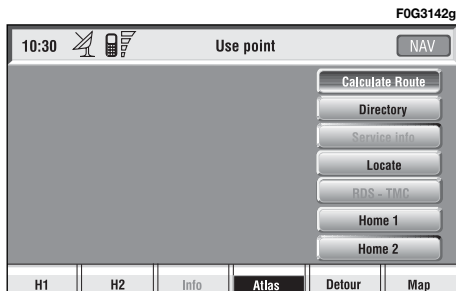 F0G3142g
10:30 Use point NAV
Calculate Route
Directory
Service info
Locate
RDS - TMC
Home 1
Home 2
H1 H2 Info Atlas Detour Map